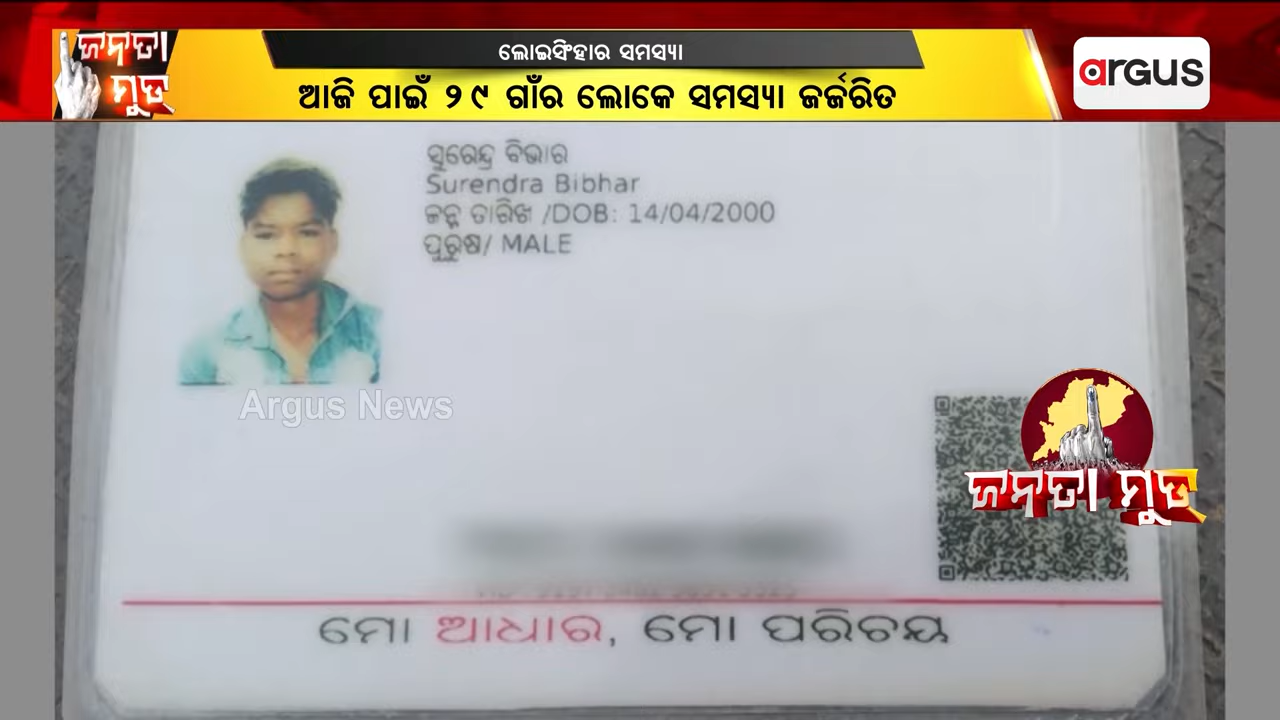 ଜନତା
ମୁଡ୍
ଲୋଇସିଂହାର ସମସ୍ୟା
ଆଜି ପାଇଁ ୨୯ ଗାଁର ଲୋକେ ସମସ୍ୟା ଜର୍ଜରିତ
argus
ସୁରେନ୍ଦ୍ର ବିଭାର
Surendra Bibhar
ଜନ୍ମ ତାରିଖ /DOB: 14/04/2000
ପୁରୁଷ/ MALE
Argus News
ଜନତା ମୁଡ୍
ମୋ ଆଧାର, ମୋ ପରିଚୟ